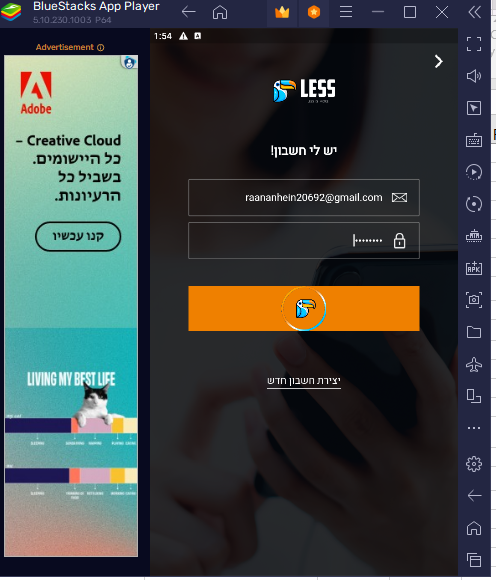 BlueStacks App Player
5.10.230.1003 P64
Advertisement
Adobe
Creative Cloud –
כל היישומים.
בשביל כל
הרעיונות.
קנו עכשיו
LIVING MY BEST LIFE
1:54
LESS
יש לי חשבון!
raananhein20692@gmail.com
יצירת חשבון חדש